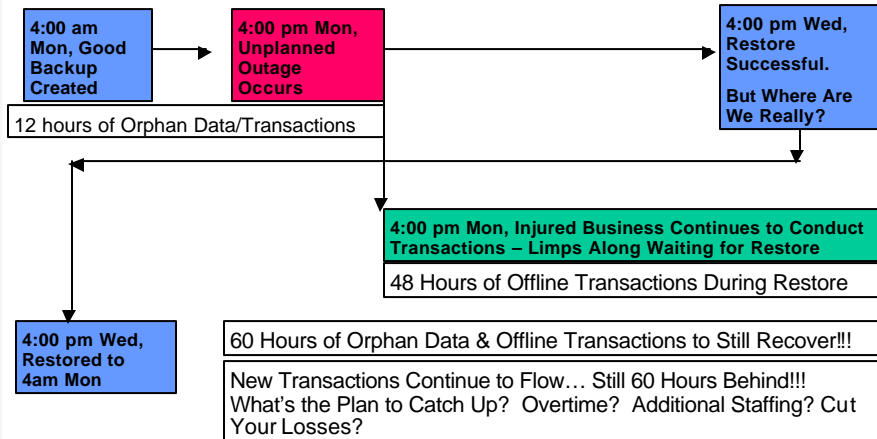 4:00 am
Mon, Good
Backup
Created
4:00 pm Mon,
Unplanned
Outage
Occurs
4:00 pm Wed,
Restore
Successful.
But Where Are
We Really?
12 hours of Orphan Data/Transactions
4:00 pm Mon, Injured Business Continues to Conduct
Transactions – Limps Along Waiting for Restore
48 Hours of Offline Transactions During Restore
4:00 pm Wed,
Restored to
4am Mon
60 Hours of Orphan Data & Offline Transactions to Still Recover!!!
New Transactions Continue to Flow… Still 60 Hours Behind!!!
What's the Plan to Catch Up? Overtime? Additional Staffing? Cut
Your Losses?